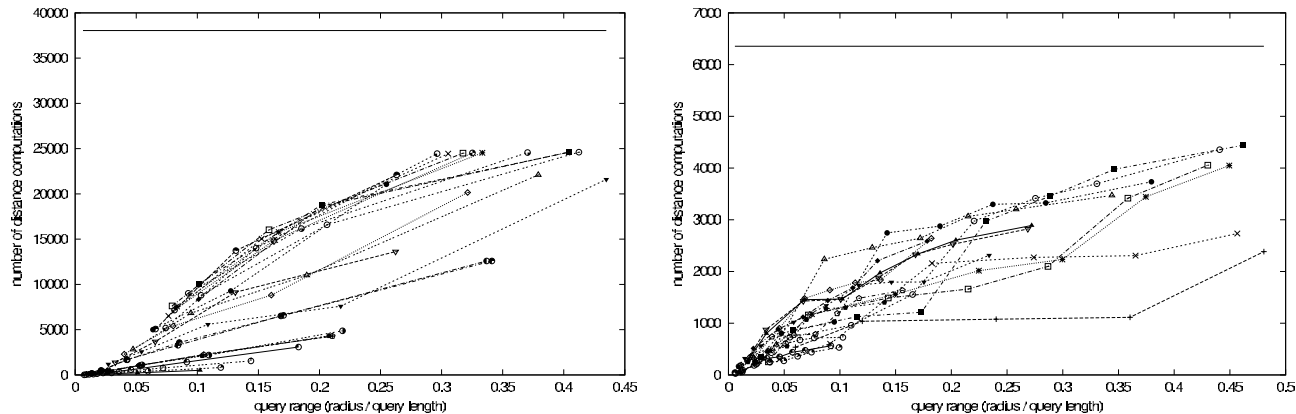 40000
35000
30000
25000
20000
15000
10000
5000
0
number of distance computations
0 0.05 0.1 0.15 0.2 0.25 0.3 0.35 0.4 0.45
query range (radius / query length)
7000
6000
5000
4000
3000
2000
1000
0
number of distance computations
0 0.05 0.1 0.15 0.2 0.25 0.3 0.35 0.4 0.45 0.5
query range (radius / query length)